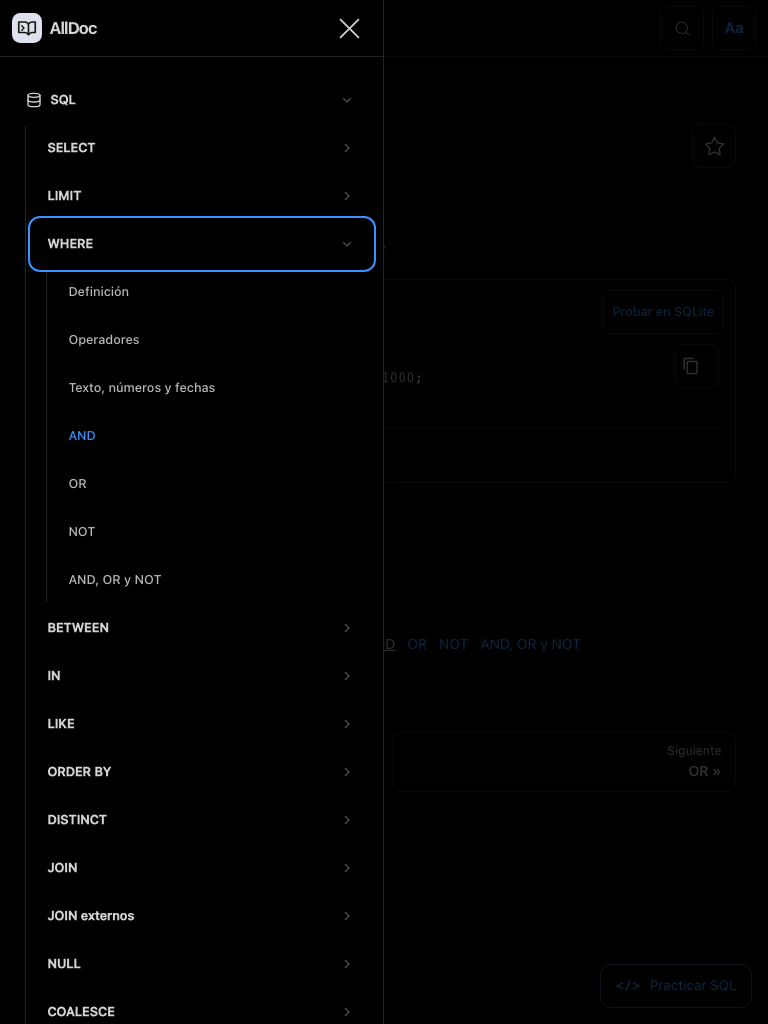 AllDoc
Aa
SQL
SELECT
LIMIT
WHERE
Definición
Probar en SQLite
Operadores
1000;
Texto, números y fechas
AND
OR
NOT
AND, OR y NOT
BETWEEN
D OR NOT AND, OR y NOT
IN
LIKE
Siguiente
OR »
ORDER BY
DISTINCT
JOIN
JOIN externos
NULL
</> Practicar SQL
COALESCE